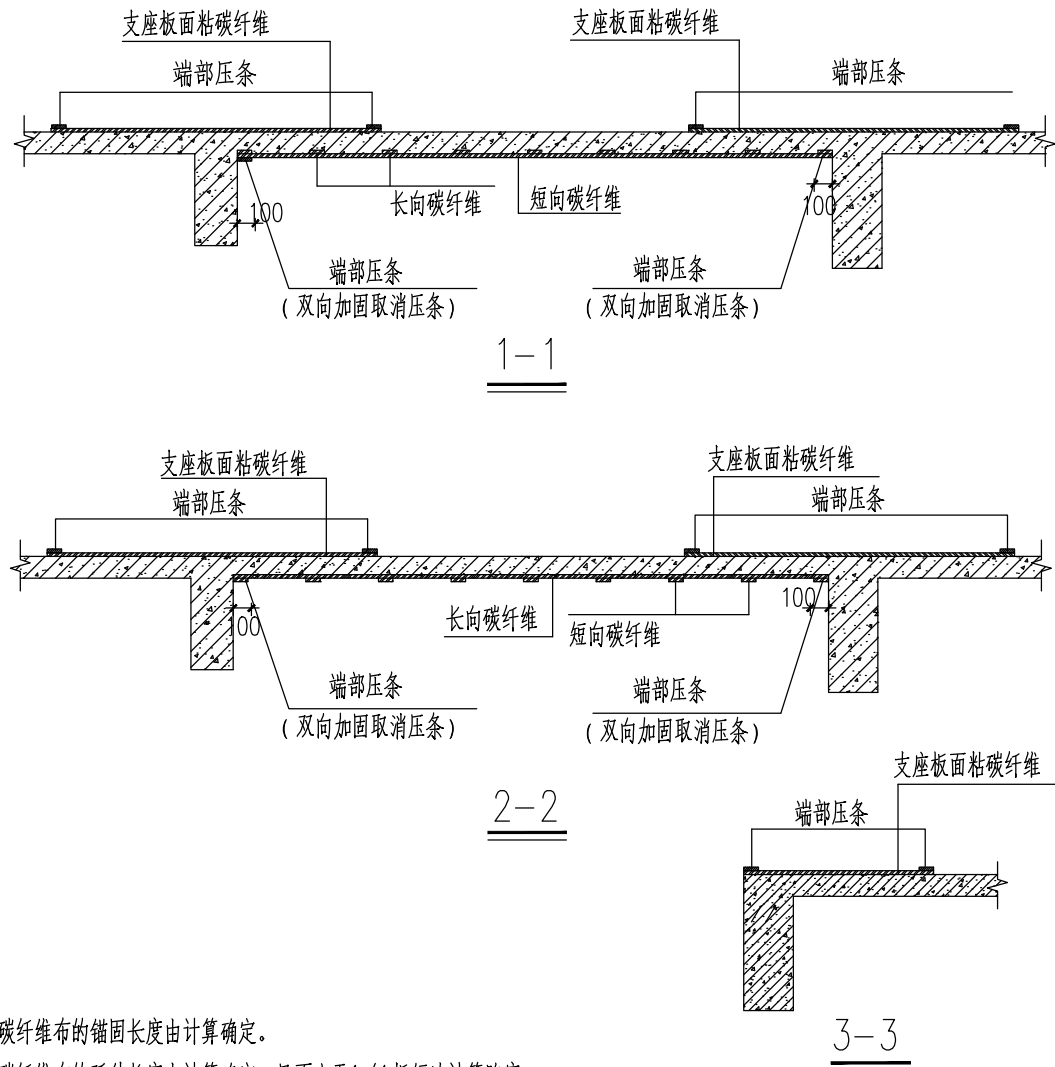 支座板面粘碳纤维
支座板面粘碳纤维
端部压条
端部压条
100
长向碳纤维
短向碳纤维
100
端部压条
(双向加固取消压条)
端部压条
(双向加固取消压条)
1-1
支座板面粘碳纤维
支座板面粘碳纤维
端部压条
端部压条
00
长向碳纤维
短向碳纤维
100
端部压条
(双向加固取消压条)
端部压条
(双向加固取消压条)
2-2
支座板面粘碳纤维
端部压条
3-3
碳纤维布的锚固长度由计算确定。